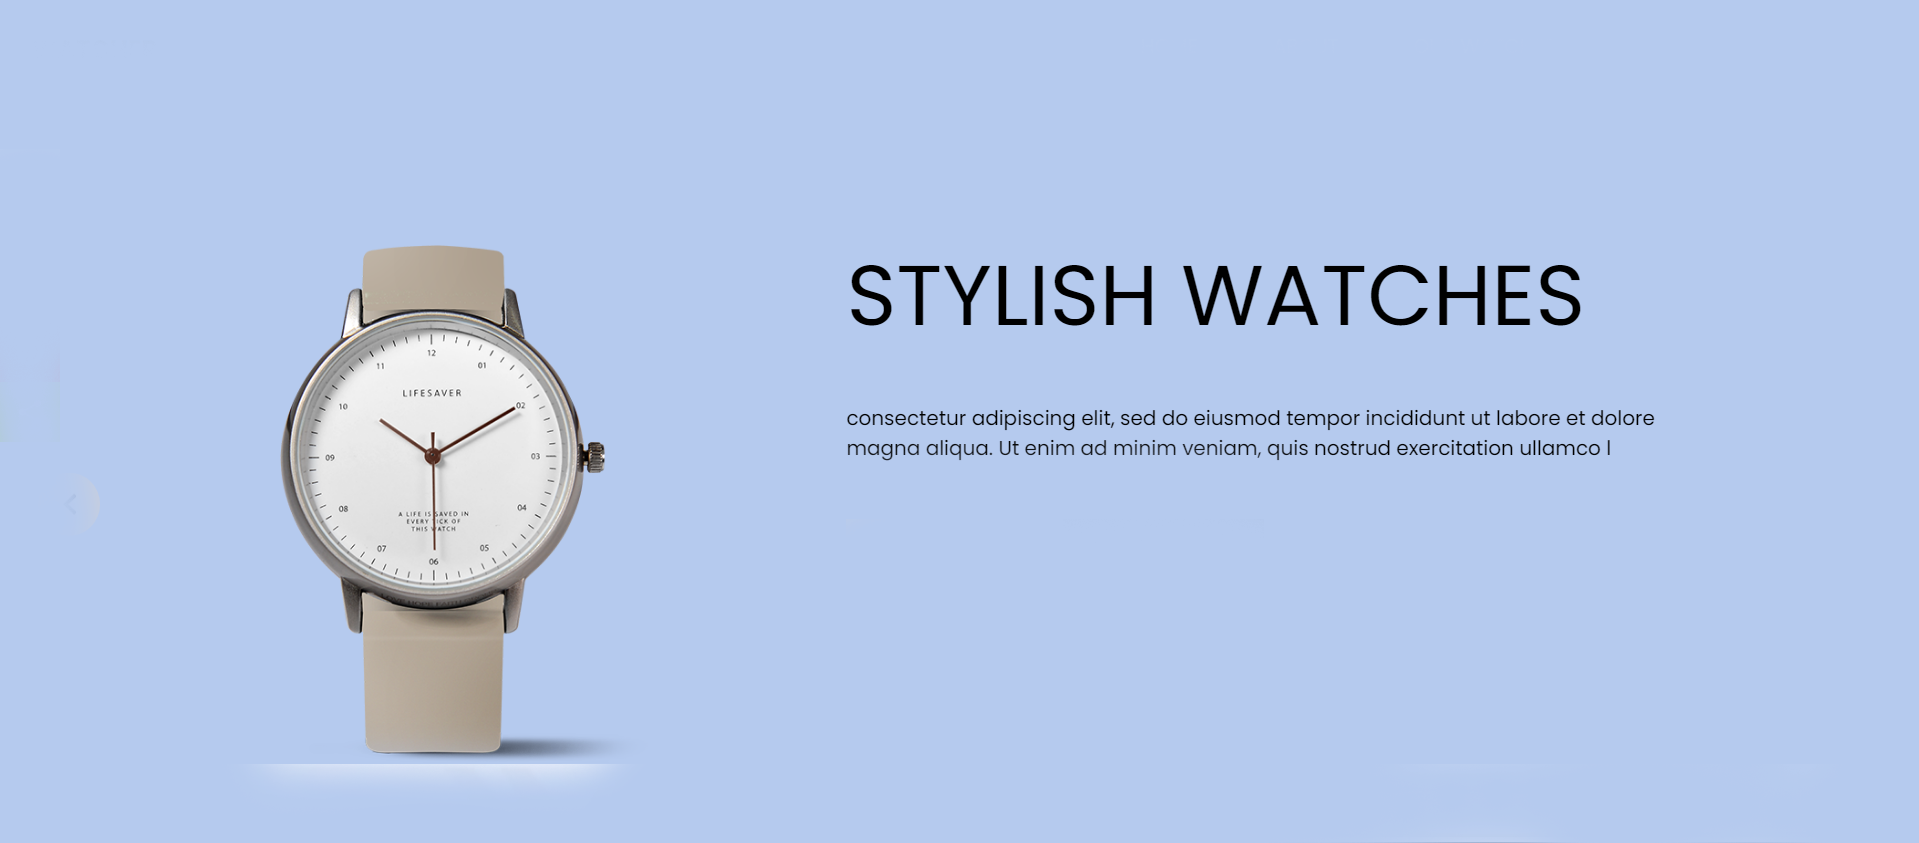 STYLISH WATCHES
consectetur adipiscing elit, sed do eiusmod tempor incididunt ut labore et dolore
magna aliqua. Ut enim ad minim veniam, quis nostrud exercitation ullamco l
12
11
01
LIFESAVER
10
02
09
03
08
04
A LIFE IS SAVED IN
EVERY TICK OF
THIS WATCH
07
05
06